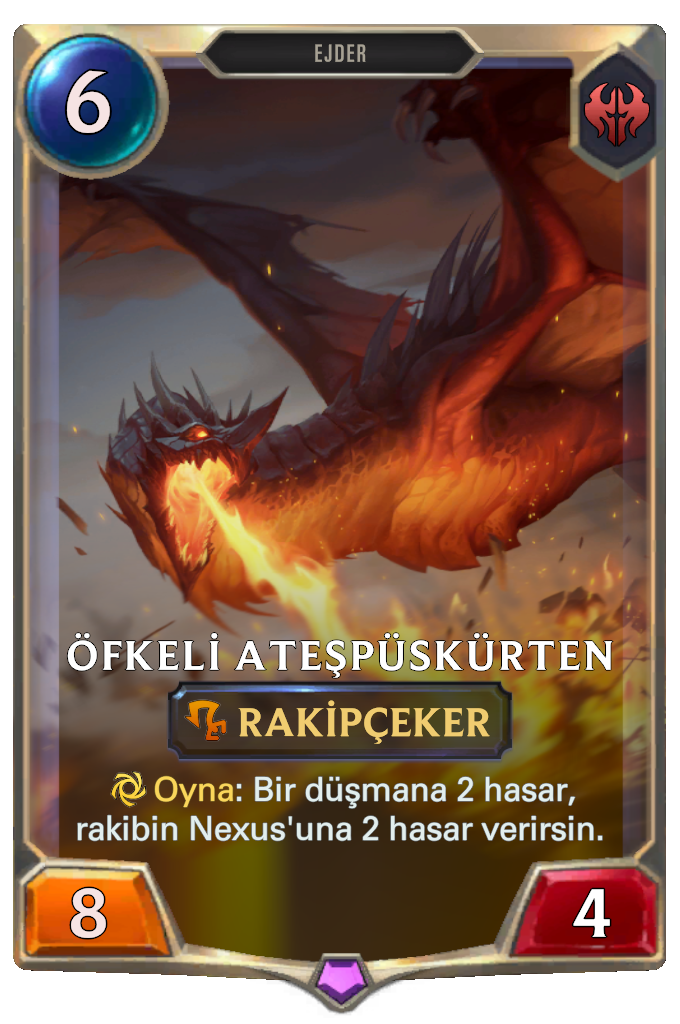 EJDER
6
ÖFKELİ ATEŞPÜSKÜRTEN
RAKİPÇEKER
Oyna: Bir düşmana 2 hasar,
rakibin Nexus'una 2 hasar verirsin.
8
4